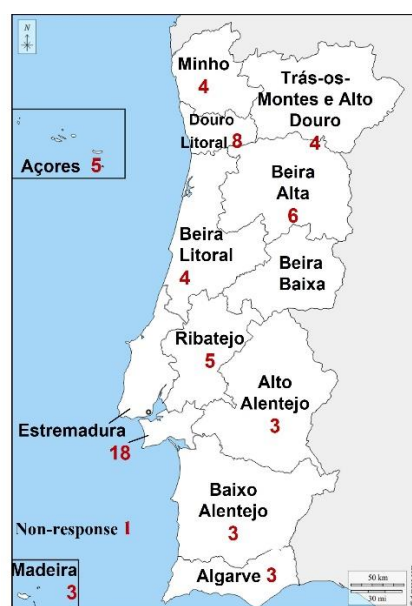 N
Minho
4
Trás-os-
Montes e Alto
Douro
4
Douro
Litoral 8
Açores 5
Beira
Alta
6
Beira
Litoral
4
Beira
Baixa
Ribatejo
5
Alto
Alentejo
3
Estremadura
18
Baixo
Alentejo
3
Non-response 1
Madeira
3
Algarve 3
50 km
30 mi